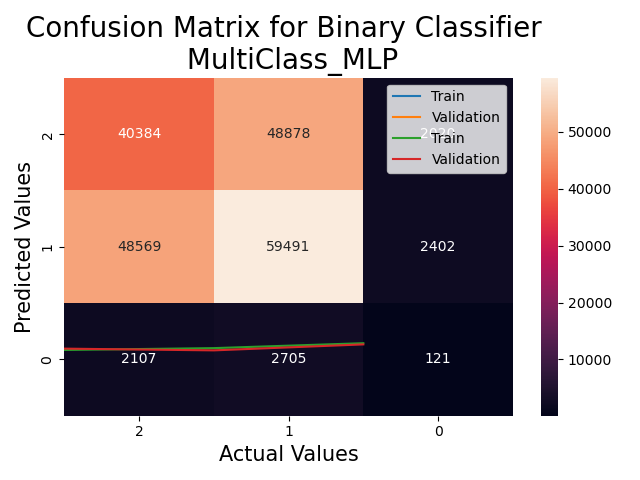 Confusion Matrix for Binary Classifier
MultiClass_MLP
Train
Validation
Train
Validation
2
40384
48878
50000
40000
1
48569
59491
2402
30000
20000
0
2107
2705
121
10000
2
1
0
Predicted Values
Actual Values